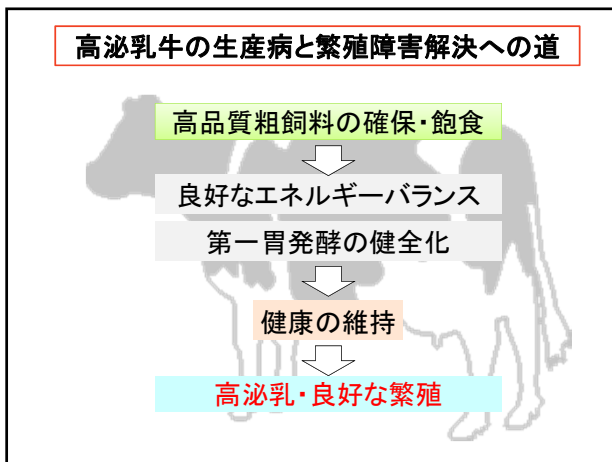 高泌乳牛の生産病と繁殖障害解決への道
高品質粗飼料の確保・飽食
良好なエネルギーバランス
第一胃発酵の健全化
健康の維持
高泌乳・良好な繁殖